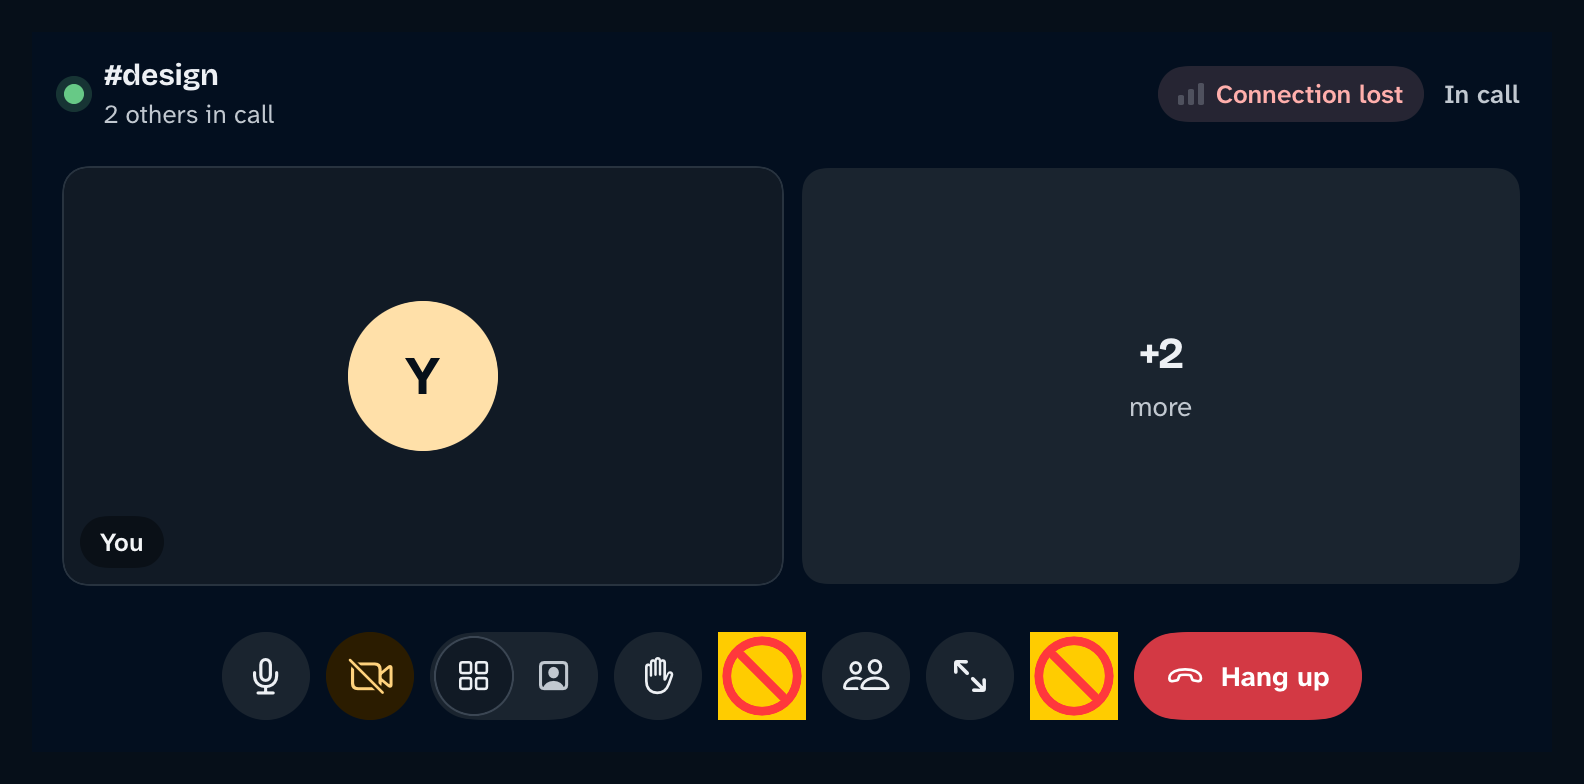 #design
2 others in call
Connection lost
In call
Y
You
+2
more
Hang up